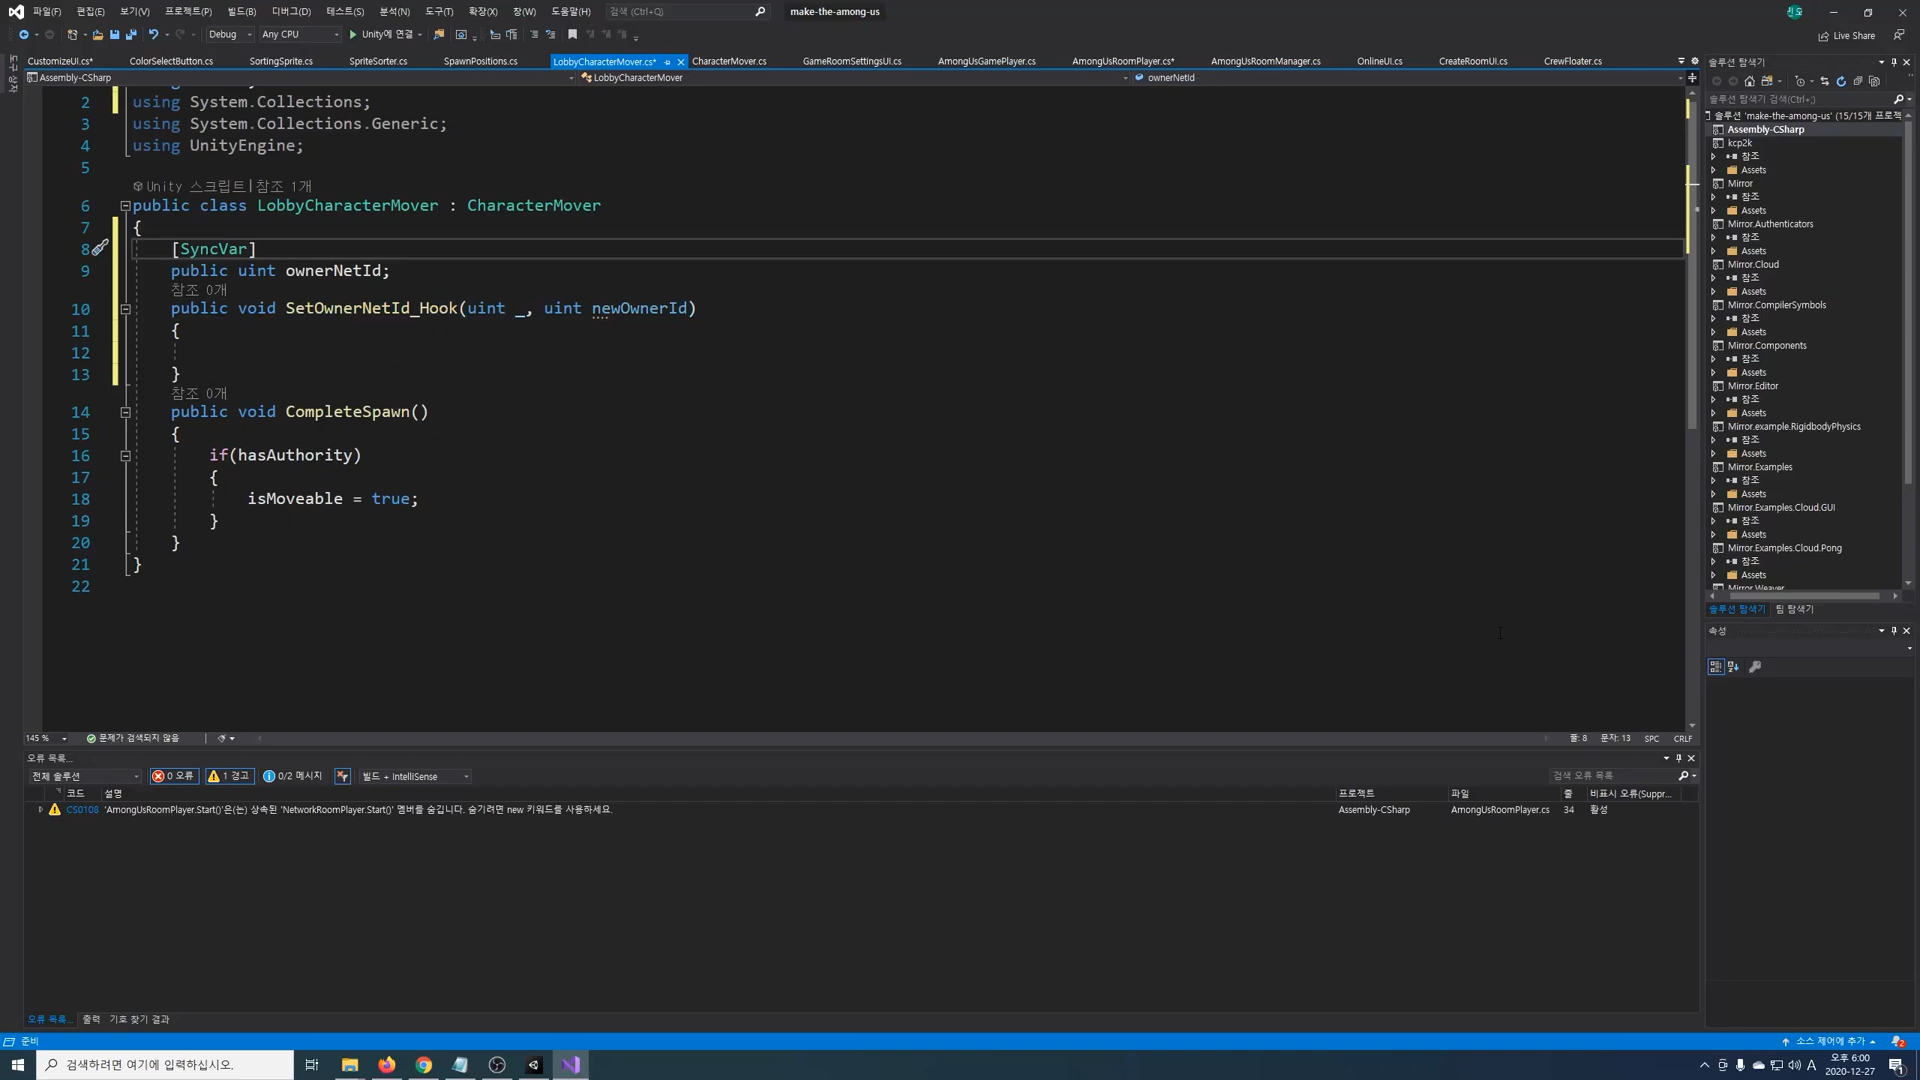 파일(F) 편집(E) 보기(V) 프로젝트(P) 빌드(B) 디버그(D) 테스트(S) 분석(N) 도구(T) 확장(X) 창(W) 도움말(H) 검색 (Ctrl+Q) make-the-among-us
Debug Any CPU Unity에 연결 Live Share
CustomizeUI.cs* ColorSelectButton.cs SortingSprite.cs SpriteSorter.cs SpawnPositions.cs LobbyCharacterMover.cs* CharacterMover.cs GameRoomSettingsUI.cs AmongUsGamePlayer.cs AmongUsRoomPlayer.cs* AmongUsRoomManager.cs OnlineUI.cs CreateRoomUI.cs CrewFloater.cs
Assembly-CSharp LobbyCharacterMover ownerNetId
2 using System.Collections;
3 using System.Collections.Generic;
4 using UnityEngine;
5
Unity 스크립트|참조 1개
6 public class LobbyCharacterMover : CharacterMover
7 {
8 [SyncVar]
9 public uint ownerNetId;
참조 0개
10 public void SetOwnerNetId_Hook(uint _, uint newOwnerId)
11 {
12
13 }
참조 0개
14 public void CompleteSpawn()
15 {
16 if(hasAuthority)
17 {
18 isMoveable = true;
19 }
20 }
21 }
22
145 % 문제가 검색되지 않음 줄: 8 문자: 13 SPC CRLF
오류 목록...
전체 솔루션 0 오류 1 경고 0/2 메시지 빌드 + IntelliSense 검색 오류 목록
코드 설명 프로젝트 파일 줄 비표시 오류(Suppr...
CS0108 'AmongUsRoomPlayer.Start()'은(는) 상속된 'NetworkRoomPlayer.Start()' 멤버를 숨깁니다. 숨기려면 new 키워드를 사용하세요. Assembly-CSharp AmongUsRoomPlayer.cs 34 활성
오류 목록... 출력 기호 찾기 결과
솔루션 탐색기
솔루션 탐색기 검색(Ctrl+;)
솔루션 'make-the-among-us' (15/15개 프로젝
Assembly-CSharp
kcp2k
참조
Assets
Mirror
참조
Assets
Mirror.Authenticators
참조
Assets
Mirror.Cloud
참조
Assets
Mirror.CompilerSymbols
참조
Assets
Mirror.Components
참조
Assets
Mirror.Editor
참조
Assets
Mirror.example.RigidbodyPhysics
참조
Assets
Mirror.Examples
참조
Assets
Mirror.Examples.Cloud.GUI
참조
Assets
Mirror.Examples.Cloud.Pong
참조
Assets
Mirror.Weaver
솔루션 탐색기 팀 탐색기
속성
준비 소스 제어에 추가 2
검색하려면 여기에 입력하십시오. A 오후 6:00
2020-12-27